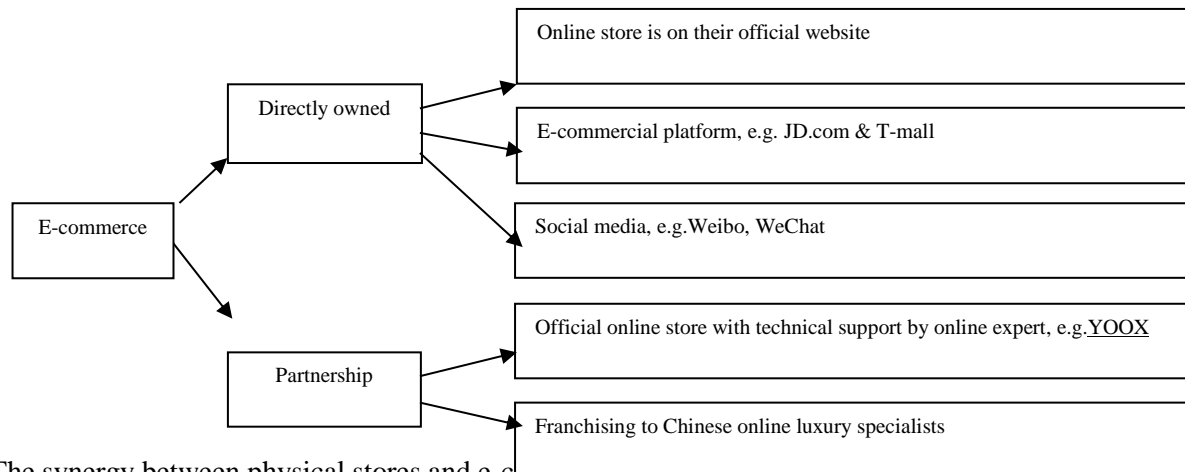 Online store is on their official website
Directly owned
E-commercial platform, e.g. JD.com & T-mall
E-commerce
Social media, e.g.Weibo, WeChat
Official online store with technical support by online expert, e.g.YOOX
Partnership
Franchising to Chinese online luxury specialists
The synergy between physical stores and e-c